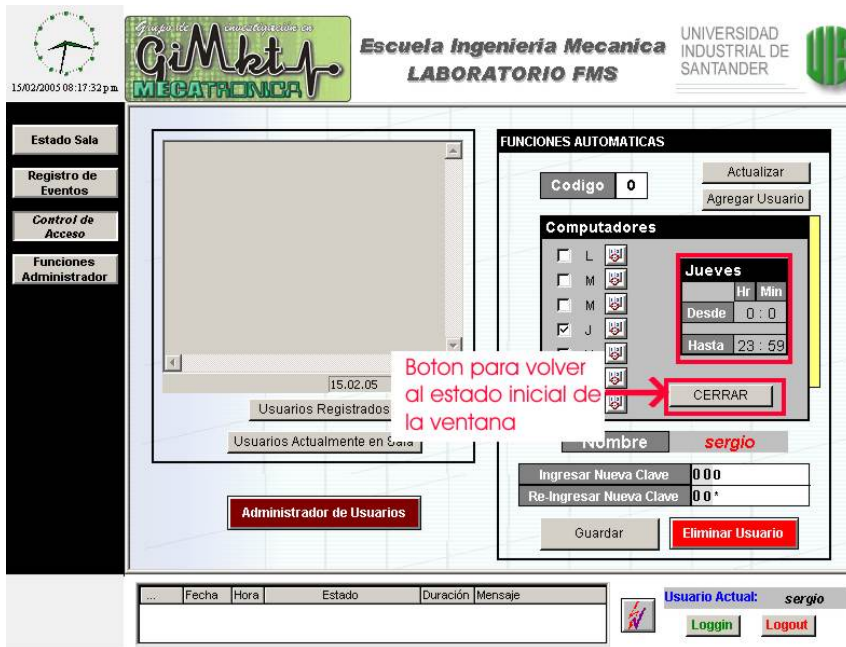 Grupo de Investigacion en
GiMkt
MECATRONICA
Escuela Ingenieria Mecanica
LABORATORIO FMS
UNIVERSIDAD
INDUSTRIAL DE
SANTANDER
15/02/2005 08:17:32 pm
Estado Sala
Registro de
Eventos
Control de
Acceso
Funciones
Administrador
15.02.05
Usuarios Registrados
Usuarios Actualmente en Sala
Administrador de Usuarios
FUNCIONES AUTOMATICAS
Codigo 0
Actualizar
Agregar Usuario
Computadores
L
M
M
J
Jueves
Hr Min
Desde 0 : 0
Hasta 23 : 59
CERRAR
Boton para volver
al estado inicial de
la ventana
Nombre sergio
Ingresar Nueva Clave 000
Re-Ingresar Nueva Clave 00*
Guardar
Eliminar Usuario
... Fecha Hora Estado Duración Mensaje
Usuario Actual: sergio
Loggin Logout